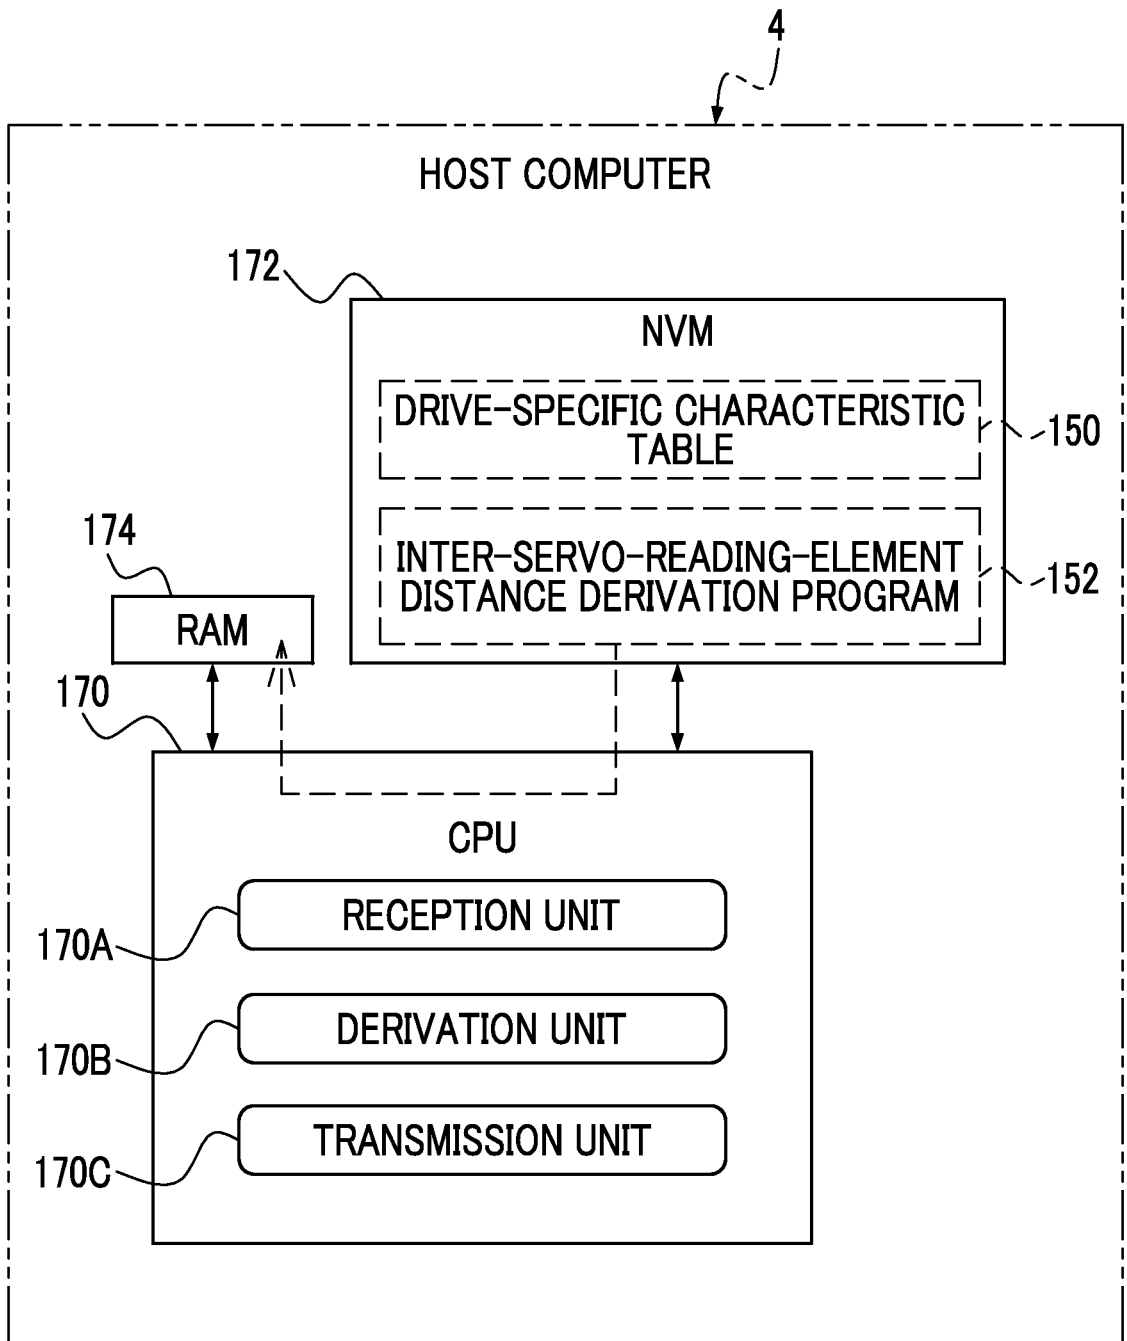 4
HOST COMPUTER
172
NVM
DRIVE-SPECIFIC CHARACTERISTIC
TABLE
150
174
INTER-SERVO-READING-ELEMENT
DISTANCE DERIVATION PROGRAM
152
RAM
170
CPU
RECEPTION UNIT
170A
DERIVATION UNIT
170B
TRANSMISSION UNIT
170C